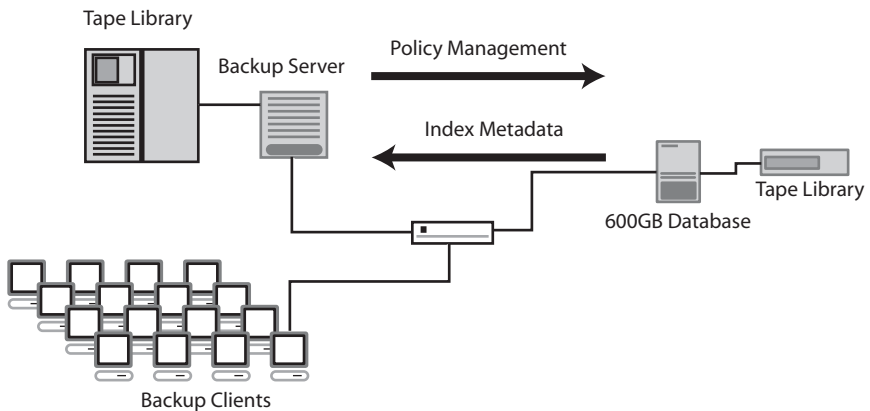 Tape Library
Backup Server
Policy Management
Index Metadata
Tape Library
600GB Database
Backup Clients